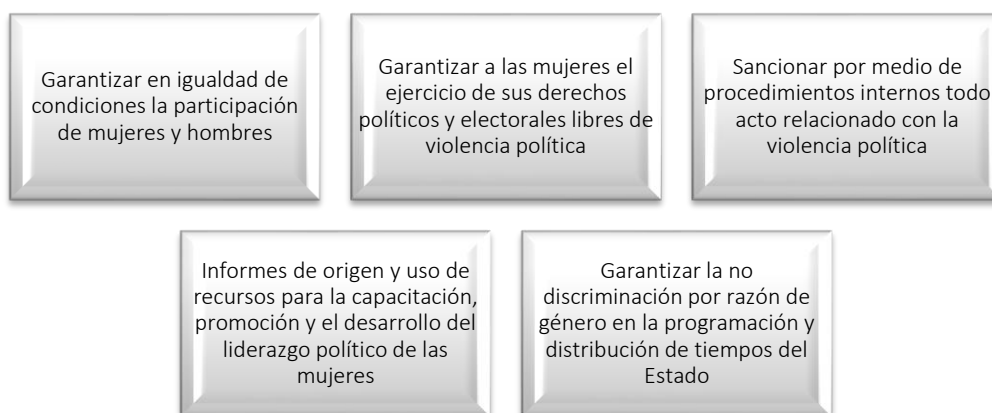 Garantizar en igualdad de
condiciones la participación
de mujeres y hombres
Garantizar a las mujeres el
ejercicio de sus derechos
políticos y electorales libres de
violencia política
Sancionar por medio de
procedimientos internos todo
acto relacionado con la
violencia política
Informes de origen y uso de
recursos para la capacitación,
promoción y el desarrollo del
liderazgo político de las
mujeres
Garantizar la no
discriminación por razón de
género en la programación y
distribución de tiempos del
Estado